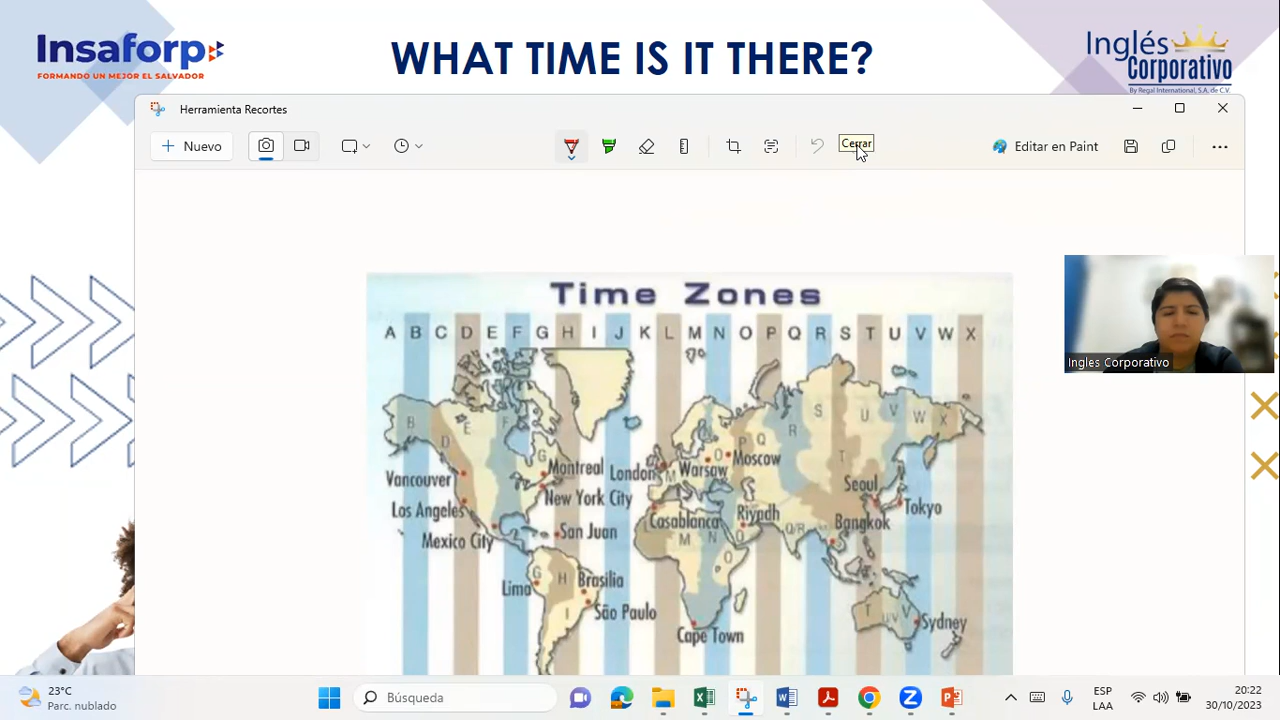 Insaforp
FORMANDO UN MEJOR EL SALVADOR
WHAT TIME IS IT THERE?
Inglés
Corporativo
By Regal International, S.A. de C.V.
Herramienta Recortes
Nuevo
Cerrar
Editar en Paint
Time Zones
A B C D E F G H I J K L M N O P Q R S T U V W X
B D E F G M N O P Q R S T U V W X
Vancouver
Montreal
London
Warsaw
Moscow
Los Angeles
New York City
Seoul
Tokyo
Mexico City
San Juan
Casablanca
Riyadh
Bangkok
M N O Q/R
Lima
G H I
Brasilia
São Paulo
Cape Town
T U/V V
Sydney
Ingles Corporativo
23°C
Parc. nublado
Búsqueda
ESP
LAA
20:22
30/10/2023